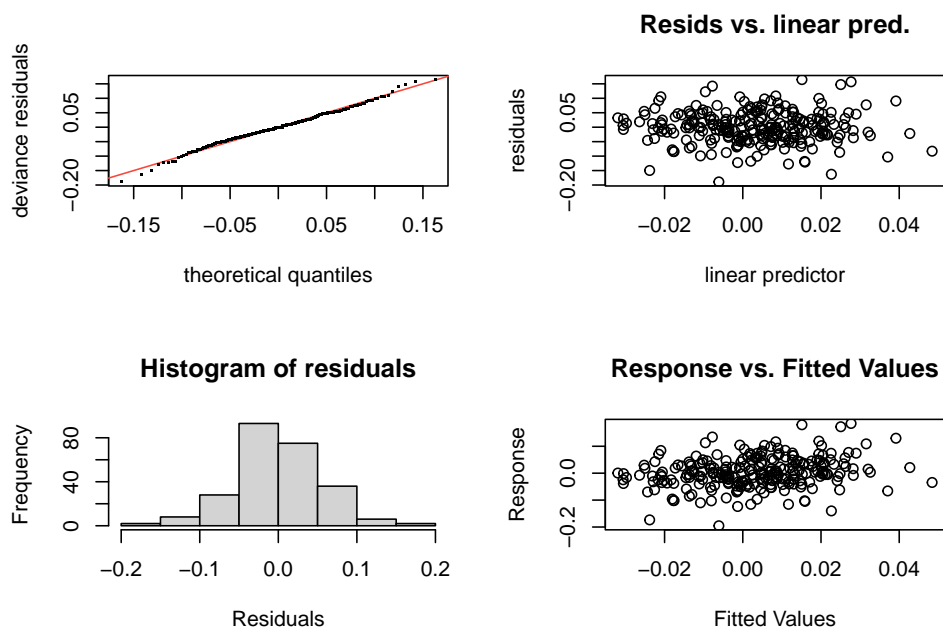 deviance residuals
0.05
−0.20
−0.15
−0.05
0.05
0.15
theoretical quantiles
Resids vs. linear pred.
residuals
0.05
−0.20
−0.02
0.00
0.02
0.04
linear predictor
Histogram of residuals
Frequency
80
40
0
−0.2
−0.1
0.0
0.1
0.2
Residuals
Response vs. Fitted Values
Response
0.0
−0.2
−0.02
0.00
0.02
0.04
Fitted Values